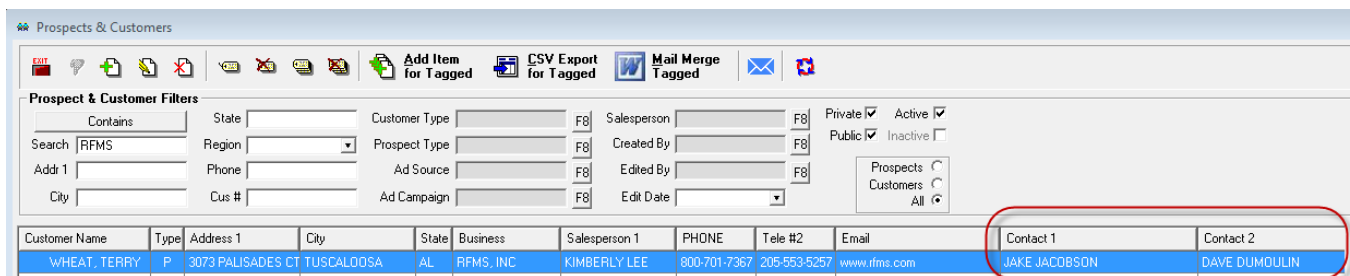 Prospects & Customers
EXIT Add Item for Tagged CSV Export for Tagged W Mail Merge Tagged
Prospect & Customer Filters
Contains State Customer Type F8 Salesperson F8 Private Active
Search RFMS Region Prospect Type F8 Created By F8 Public Inactive
Addr 1 Phone Ad Source F8 Edited By F8 Prospects
Customers
City Cus # Ad Campaign F8 Edit Date All
Customer Name Type Address 1 City State Business Salesperson 1 PHONE Tele #2 Email Contact 1 Contact 2
WHEAT, TERRY P 3073 PALISADES CT TUSCALOOSA AL RFMS, INC KIMBERLY LEE 800-701-7367 205-553-5257 www.rfms.com JAKE JACOBSON DAVE DUMOULIN